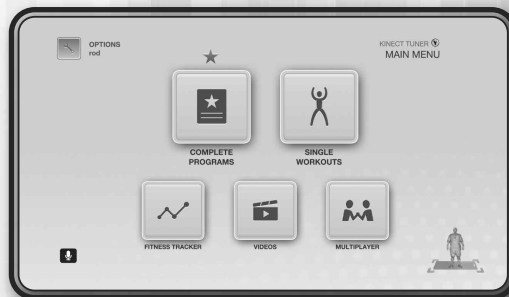 OPTIONS
rod
KINECT TUNER
MAIN MENU
COMPLETE
PROGRAMS
SINGLE
WORKOUTS
FITNESS TRACKER
VIDEOS
MULTIPLAYER